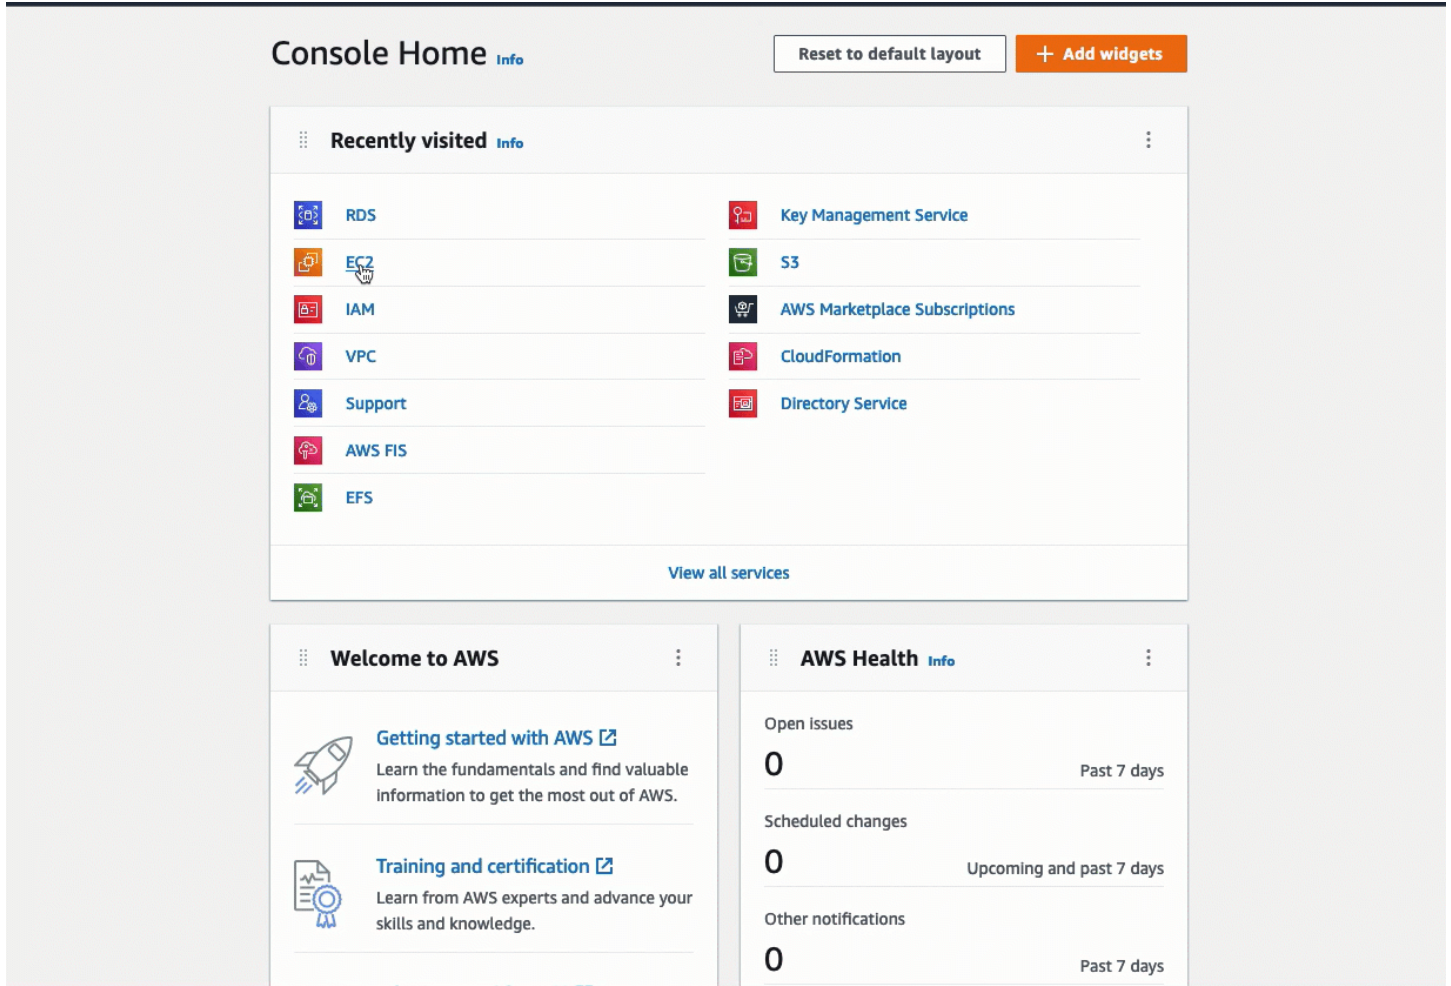 Console Home Info
Reset to default layout
Add widgets
Recently visited Info
RDS
EC2
IAM
VPC
Support
AWS FIS
EFS
Key Management Service
S3
AWS Marketplace Subscriptions
CloudFormation
Directory Service
View all services
Welcome to AWS
Getting started with AWS
Learn the fundamentals and find valuable
information to get the most out of AWS.
Training and certification
Learn from AWS experts and advance your
skills and knowledge.
AWS Health Info
Open issues
0
Past 7 days
Scheduled changes
0
Upcoming and past 7 days
Other notifications
0
Past 7 days